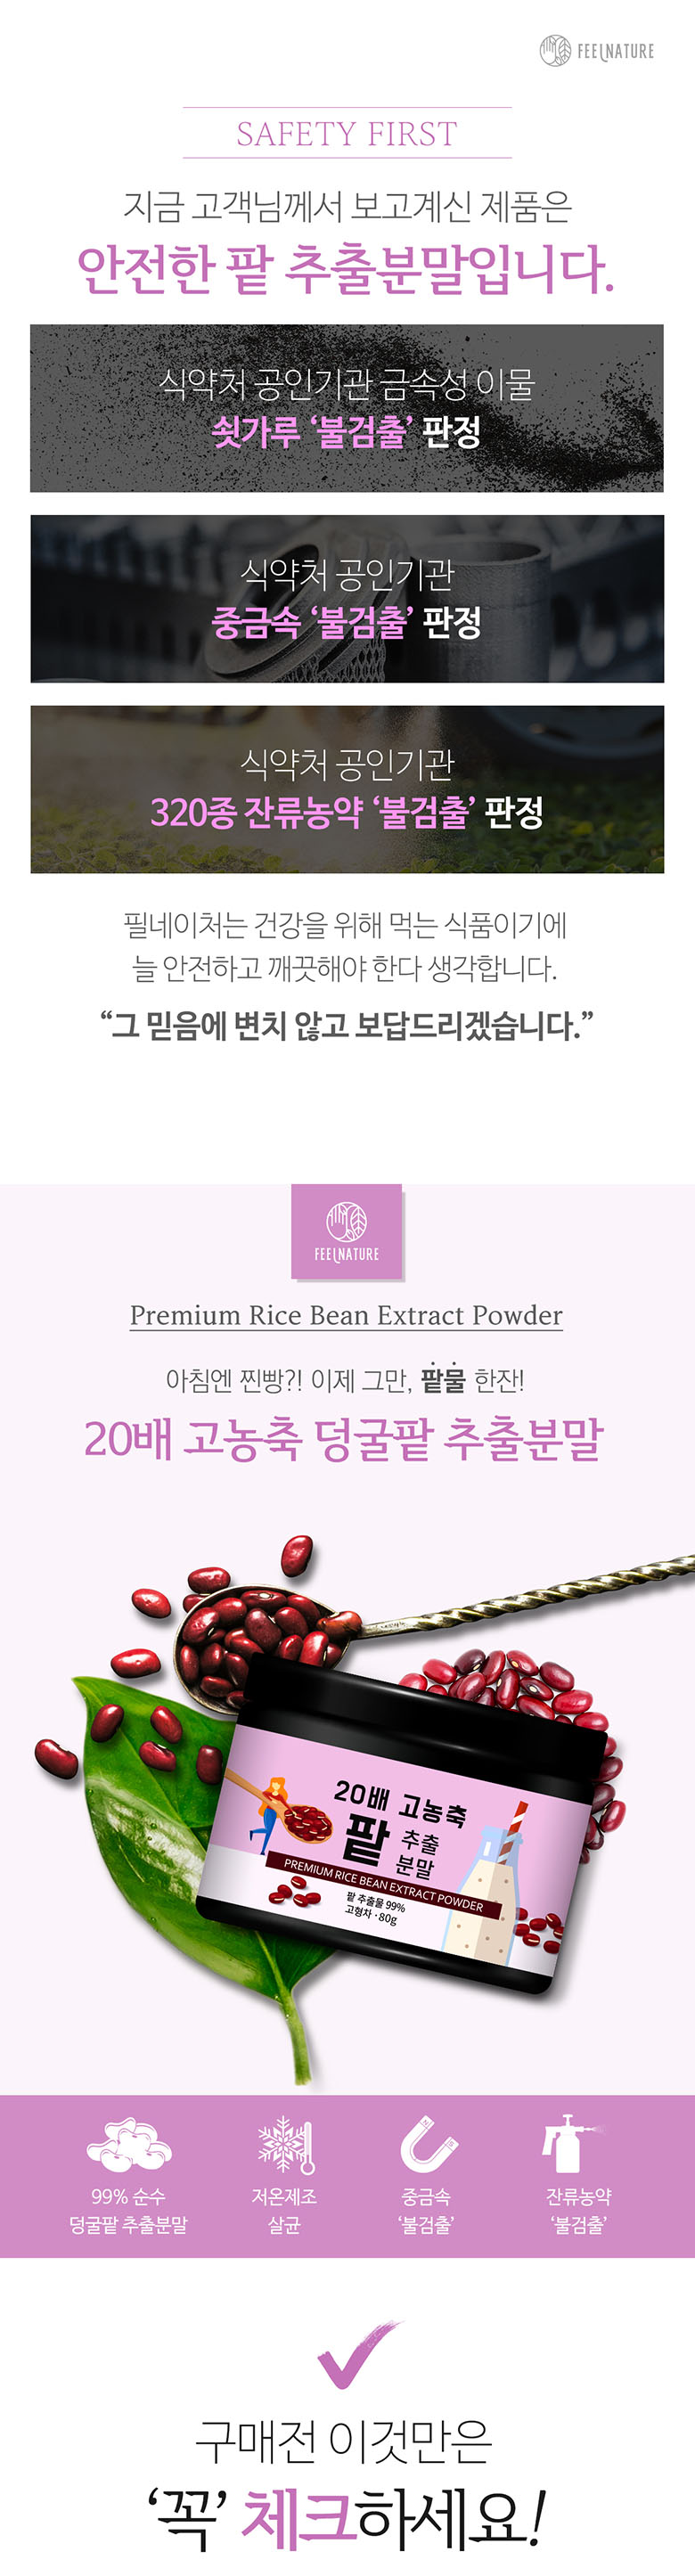 FEELNATURE
SAFETY FIRST
지금 고객님께서 보고계신 제품은
안전한 팥 추출분말입니다.
식약처 공인기관 금속성 이물
쇳가루 ‘불검출’ 판정
식약처 공인기관
중금속 ‘불검출’ 판정
식약처 공인기관
320종 잔류농약 ‘불검출’ 판정
필네이처는 건강을 위해 먹는 식품이기에
늘 안전하고 깨끗해야 한다 생각합니다.
“그 믿음에 변치 않고 보답드리겠습니다.”
FEELNATURE
Premium Rice Bean Extract Powder
아침엔 찐빵?! 이제 그만, 팥물 한잔!
20배 고농축 덩굴팥 추출분말
20배 고농축
팥 추출
분말
PREMIUM RICE BEAN EXTRACT POWDER
팥 추출물 99%
고형차 · 80g
99% 순수
덩굴팥 추출분말
저온제조
살균
중금속
‘불검출’
잔류농약
‘불검출’
구매전 이것만은
‘꼭’ 체크하세요!